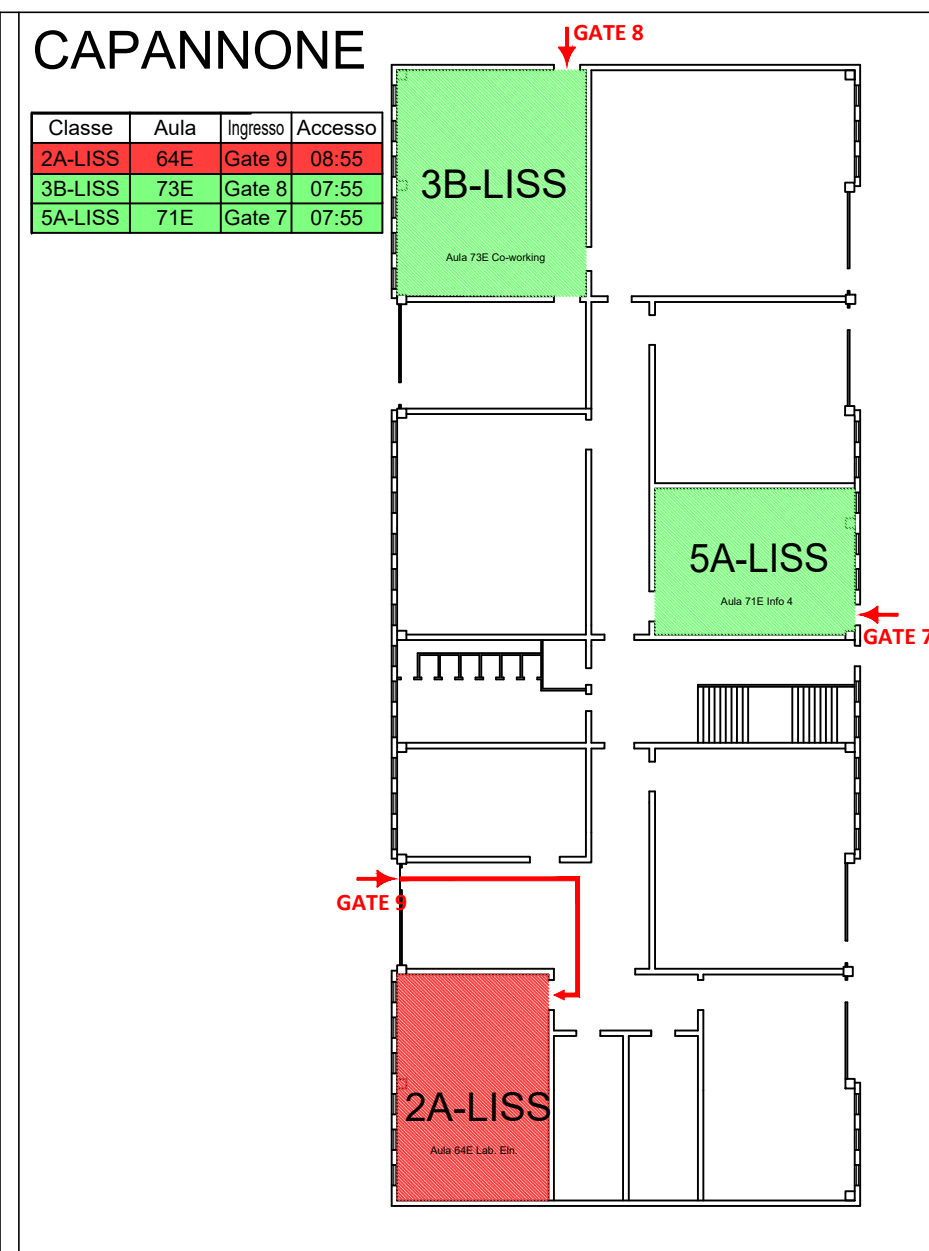 CAPANNONE
Classe Aula Ingresso Accesso
2A-LISS 64E Gate 9 08:55
3B-LISS 73E Gate 8 07:55
5A-LISS 71E Gate 7 07:55
GATE 8
3B-LISS
Aula 73E Co-working
5A-LISS
Aula 71E Info 4
GATE 7
GATE 9
2A-LISS
Aula 64E Lab. Eln.